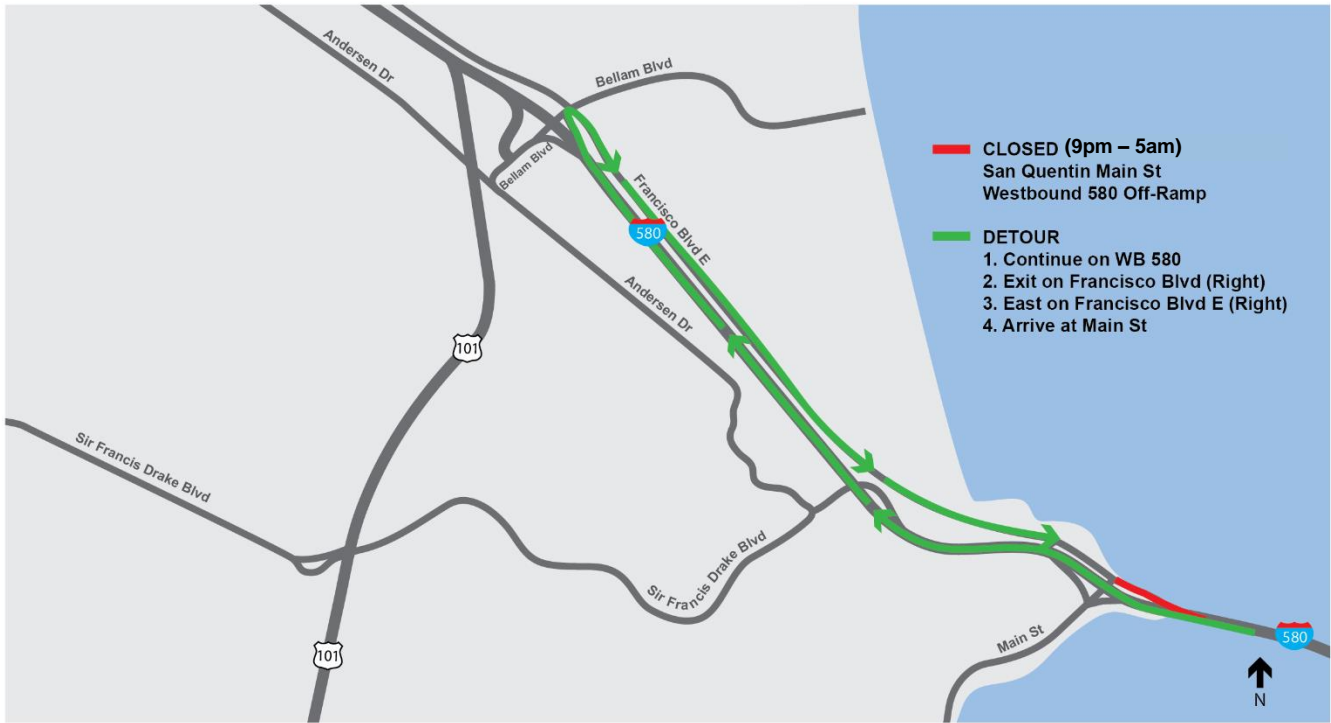 Andersen Dr
Bellam Blvd
Bellam Blvd
Francisco Blvd E
580
Andersen Dr
101
Sir Francis Drake Blvd
Sir Francis Drake Blvd
101
Main St
580
N
CLOSED (9pm – 5am)
San Quentin Main St
Westbound 580 Off-Ramp
DETOUR
1. Continue on WB 580
2. Exit on Francisco Blvd (Right)
3. East on Francisco Blvd E (Right)
4. Arrive at Main St